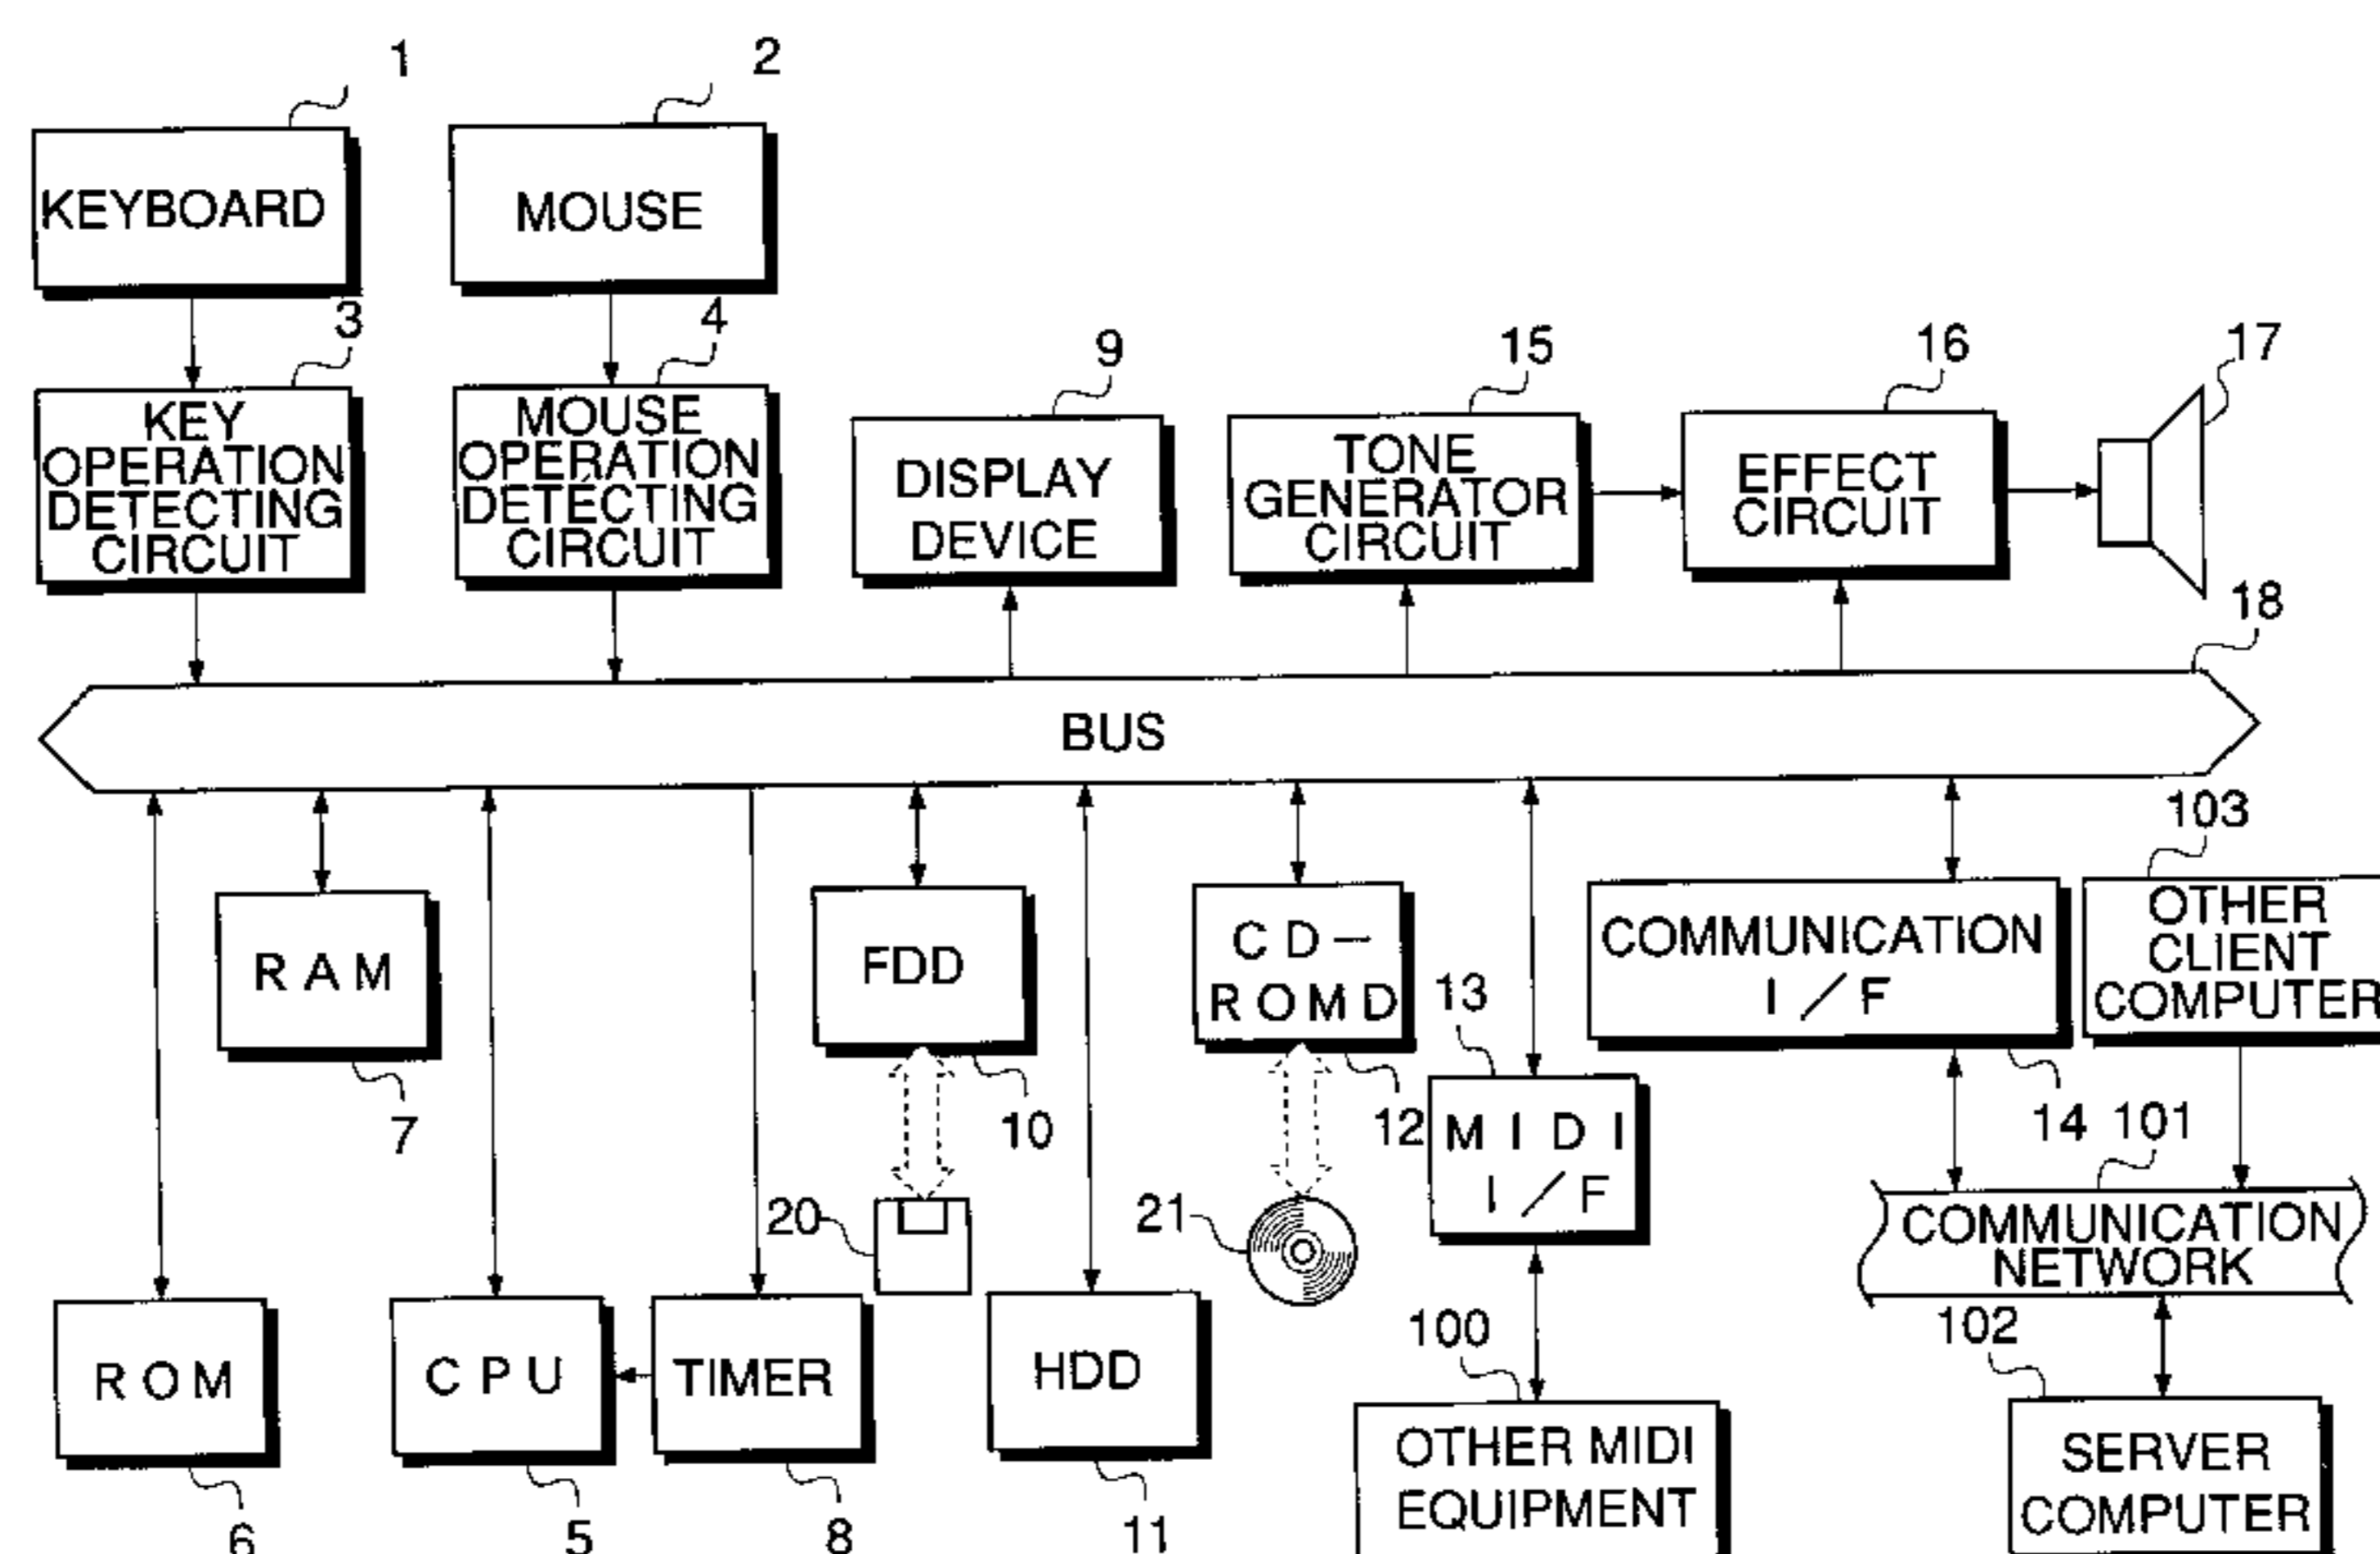 1
2
KEYBOARD
MOUSE
3
4
9
15
16
17
KEY
OPERATION
DETECTING
CIRCUIT
MOUSE
OPERATION
DETECTING
CIRCUIT
DISPLAY
DEVICE
TONE
GENERATOR
CIRCUIT
EFFECT
CIRCUIT
18
BUS
103
RAM
FDD
CD-
ROMD
13
COMMUNICATION
I/F
OTHER
CLIENT
COMPUTER
7
10
12
MIDI
I/F
14
101
20
21
COMMUNICATION
NETWORK
100
102
ROM
CPU
TIMER
HDD
OTHER MIDI
EQUIPMENT
SERVER
COMPUTER
6
5
8
11